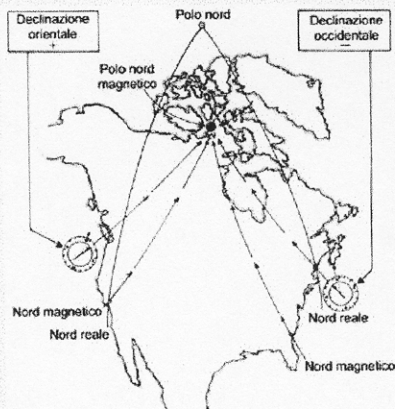 Polo nord
Declinazione
orientale
+
Declinazione
occidentale
–
Polo nord
magnetico
Nord magnetico
Nord reale
Nord reale
Nord magnetico